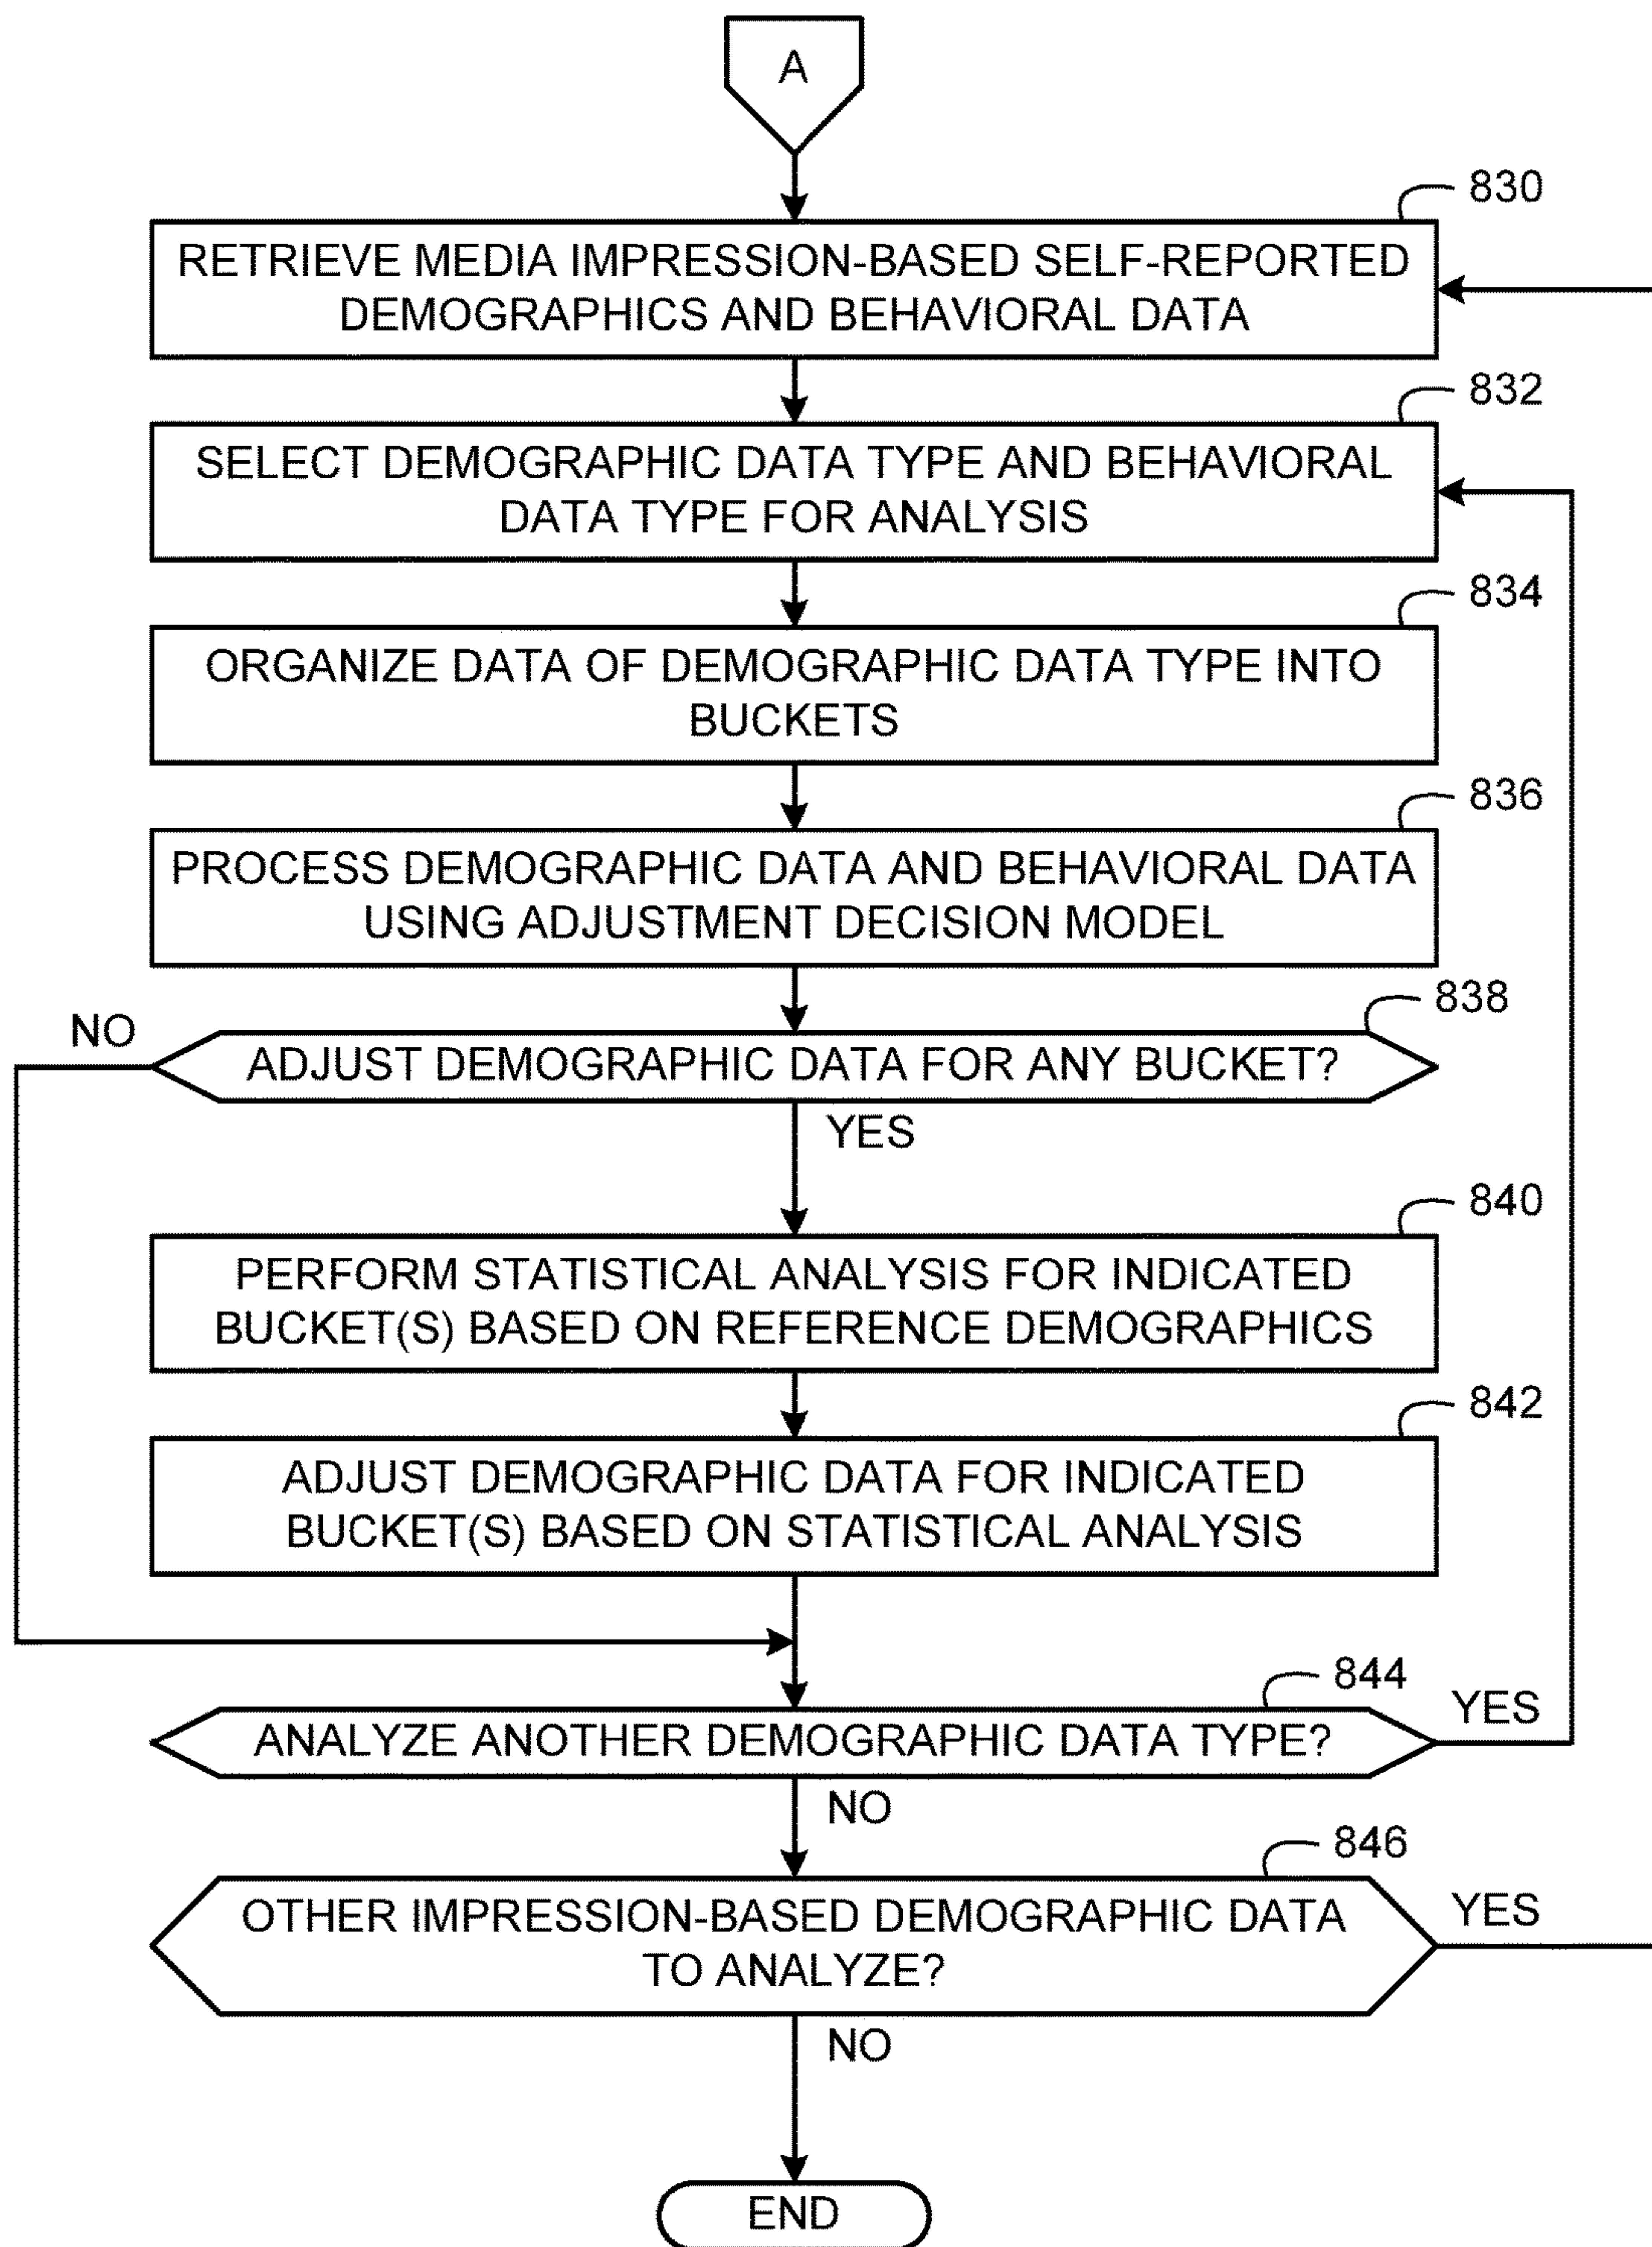 A
830
RETRIEVE MEDIA IMPRESSION-BASED SELF-REPORTED
DEMOGRAPHICS AND BEHAVIORAL DATA
832
SELECT DEMOGRAPHIC DATA TYPE AND BEHAVIORAL
DATA TYPE FOR ANALYSIS
834
ORGANIZE DATA OF DEMOGRAPHIC DATA TYPE INTO
BUCKETS
836
PROCESS DEMOGRAPHIC DATA AND BEHAVIORAL DATA
USING ADJUSTMENT DECISION MODEL
838
NO
ADJUST DEMOGRAPHIC DATA FOR ANY BUCKET?
YES
840
PERFORM STATISTICAL ANALYSIS FOR INDICATED
BUCKET(S) BASED ON REFERENCE DEMOGRAPHICS
842
ADJUST DEMOGRAPHIC DATA FOR INDICATED
BUCKET(S) BASED ON STATISTICAL ANALYSIS
844
YES
ANALYZE ANOTHER DEMOGRAPHIC DATA TYPE?
NO
846
YES
OTHER IMPRESSION-BASED DEMOGRAPHIC DATA
TO ANALYZE?
NO
END